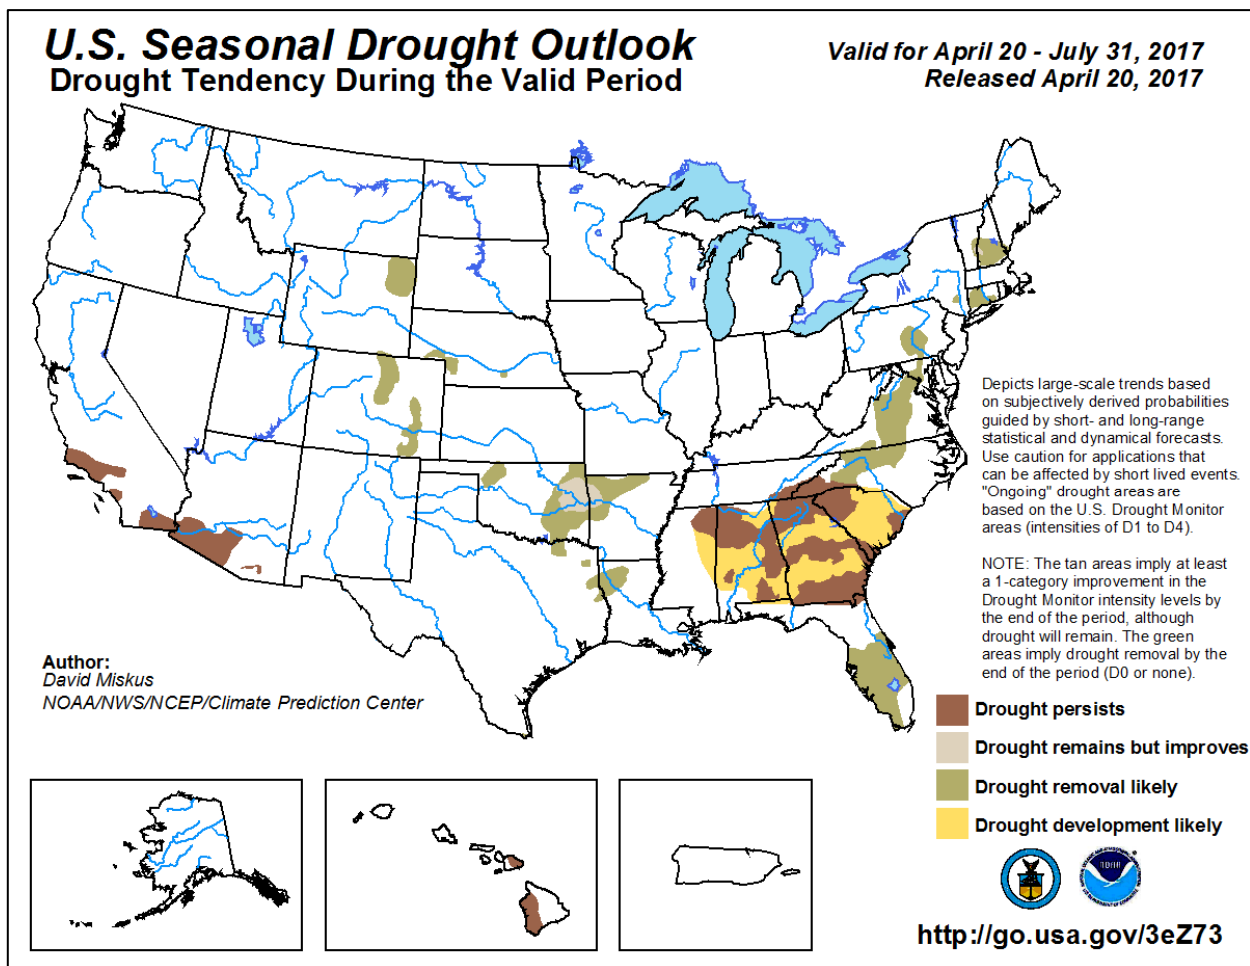 U.S. Seasonal Drought Outlook
Drought Tendency During the Valid Period
Valid for April 20 - July 31, 2017
Released April 20, 2017
Depicts large-scale trends based
on subjectively derived probabilities
guided by short- and long-range
statistical and dynamical forecasts.
Use caution for applications that
can be affected by short lived events.
"Ongoing" drought areas are
based on the U.S. Drought Monitor
areas (intensities of D1 to D4).
NOTE: The tan areas imply at least
a 1-category improvement in the
Drought Monitor intensity levels by
the end of the period, although
drought will remain. The green
areas imply drought removal by the
end of the period (D0 or none).
Author:
David Miskus
NOAA/NWS/NCEP/Climate Prediction Center
Drought persists
Drought remains but improves
Drought removal likely
Drought development likely
http://go.usa.gov/3eZ73